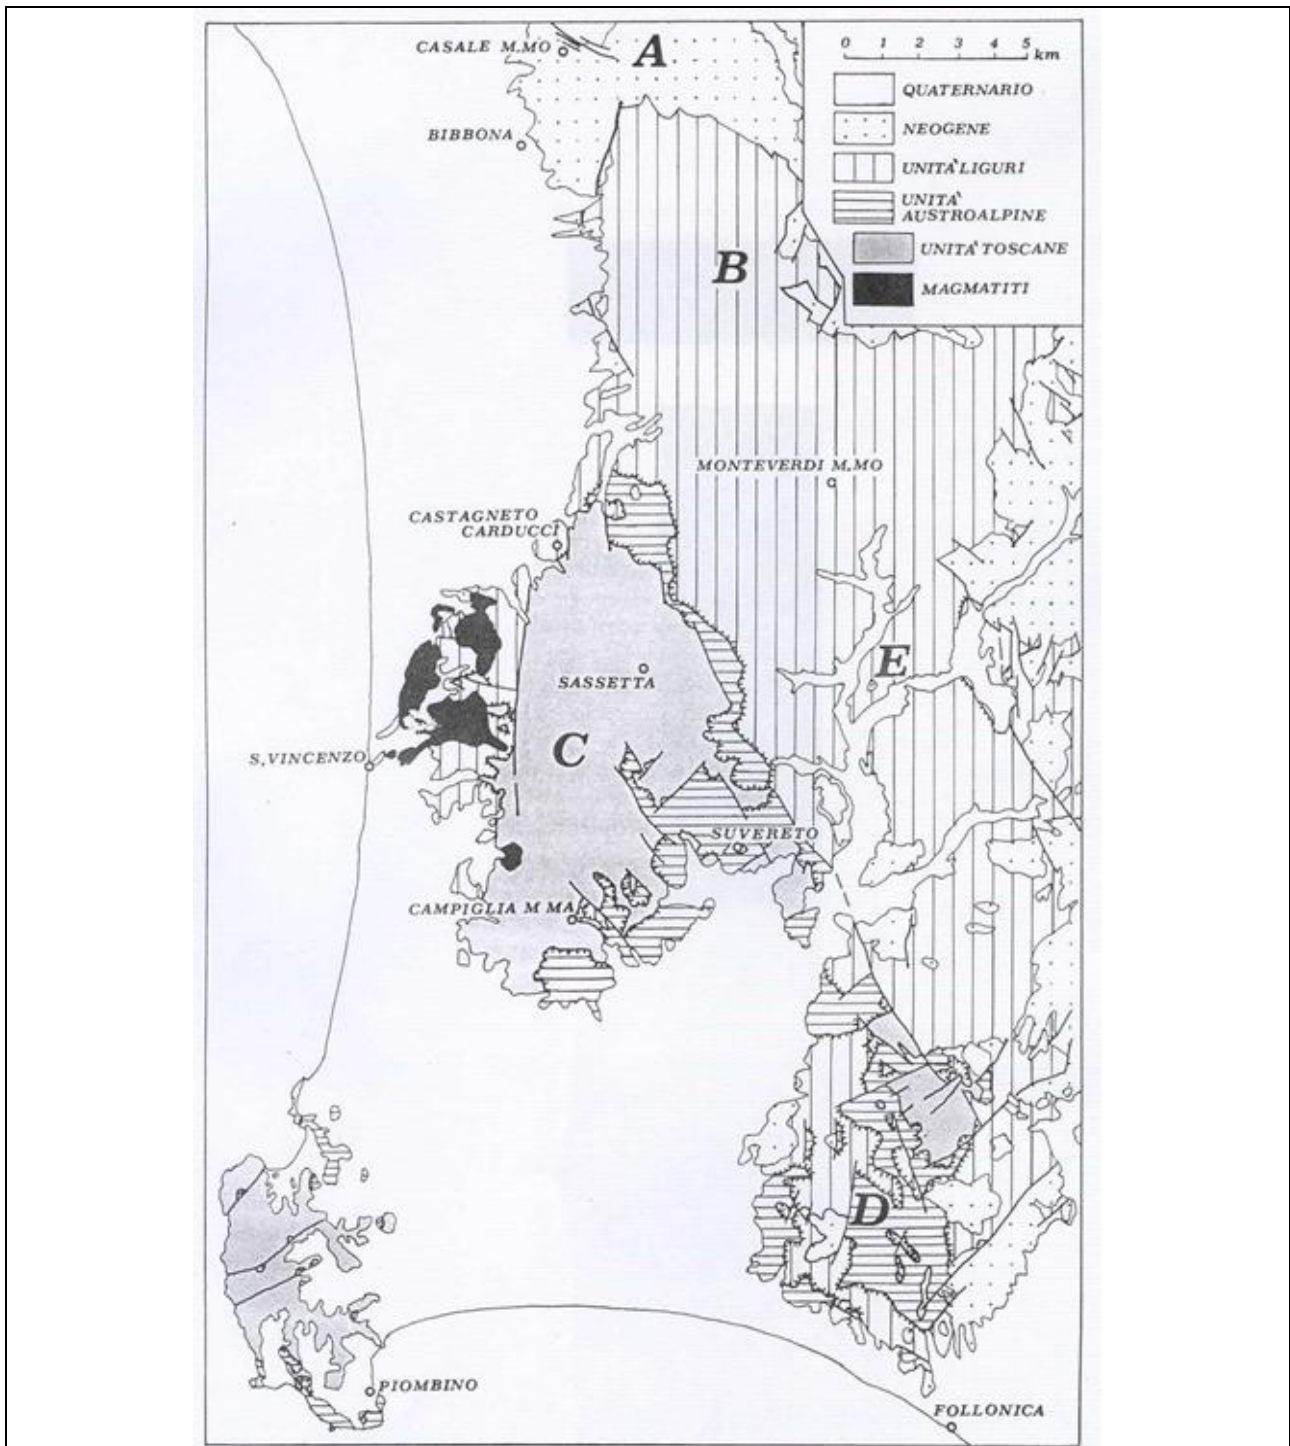 CASALE M.MO
A
0 1 2 3 4 5
km
QUATERNARIO
NEOGENE
BIBBONA
UNITA' LIGURI
UNITA'
AUSTROALPINE
UNITA' TOSCANE
B
MAGMATITI
MONTEVERDI M.MO
CASTAGNETO
CARDUCCI
E
SASSETTA
C
S.VINCENZO
SUVERETO
CAMPIGLIA M MA
D
PIOMBINO
FOLLONICA